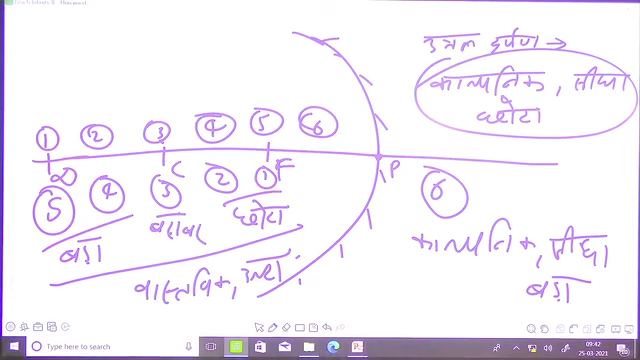 उत्तल दर्पण →
काल्पनिक, सीधा
छोटा
① ② ③ ④ ⑤ ⑥
∞ C F P
⑤ ④ ③ ② ① ⑥
बड़ा बराबर छोटा
वास्तविक, उल्टा
काल्पनिक, सीधा
बड़ा
Type here to search
09:42
25-03-2021